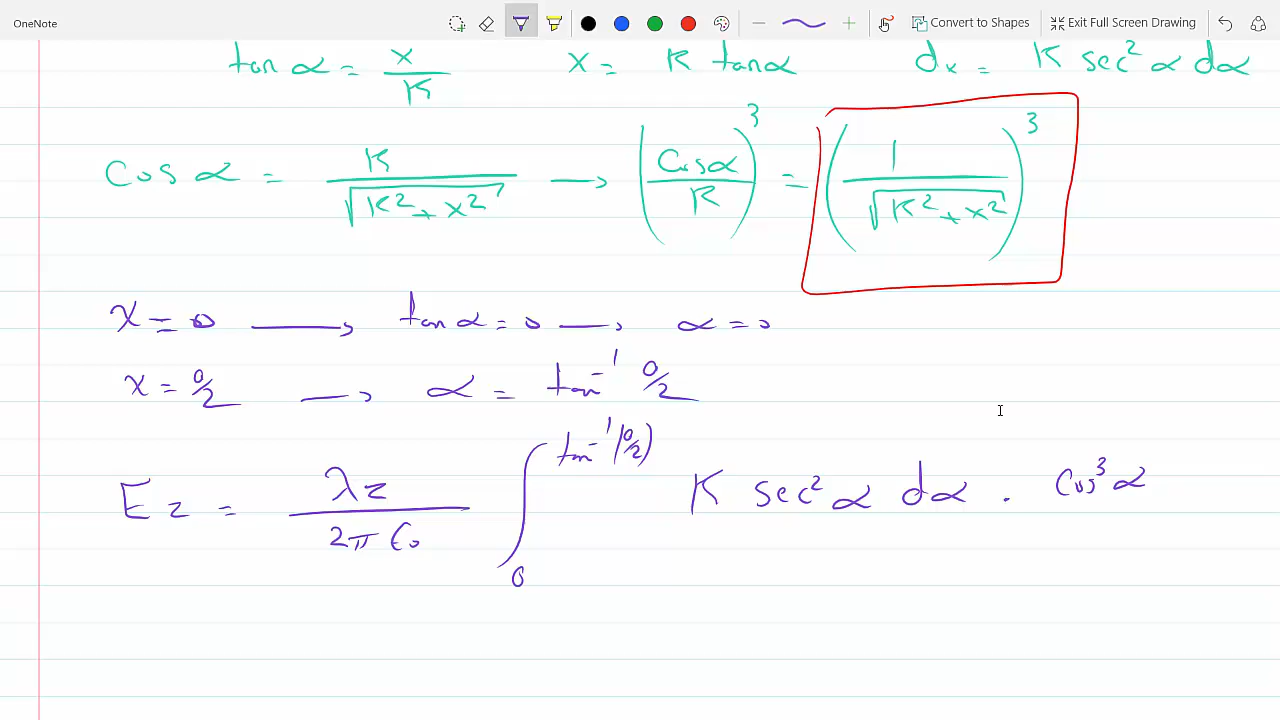 OneNote
Convert to Shapes
Exit Full Screen Drawing
tan α = x/K x = K tanα dx = K sec² α dα
Cos α = K/√(K² + x²) → (Cosα/K)³ = (1/√(K² + x²))³
x = 0 → tan α = 0 → α = 0
x = a/2 → α = tan⁻¹ a/2
Ez = λz/2π ε₀ ∫₀^tan⁻¹(a/2) K sec² α dα . Cos³ α